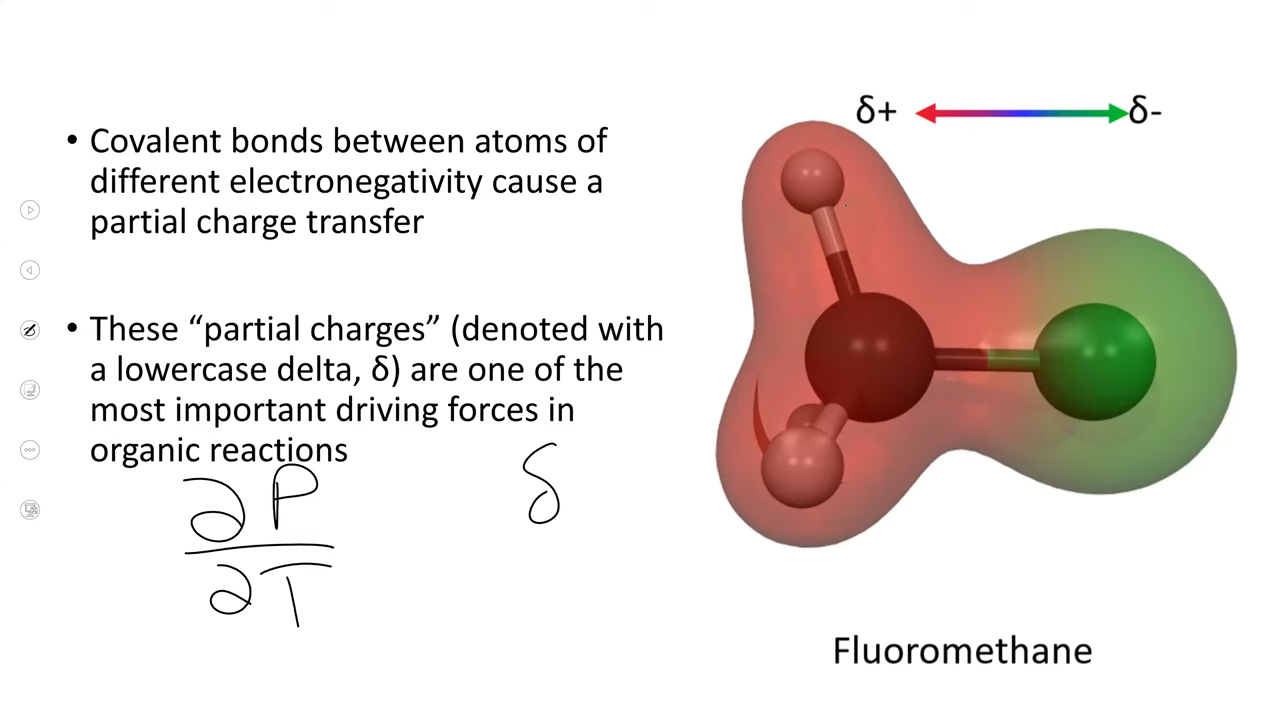 • Covalent bonds between atoms of
different electronegativity cause a
partial charge transfer
• These “partial charges” (denoted with
a lowercase delta, δ) are one of the
most important driving forces in
organic reactions
∂P
∂T
δ
δ+ δ-
Fluoromethane